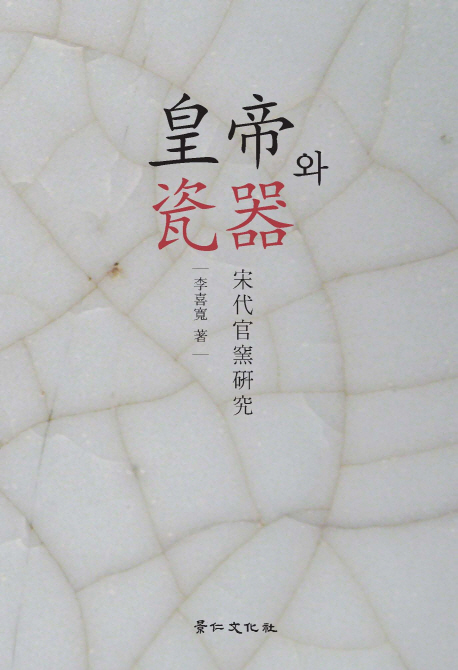 皇帝와
瓷器
宋代官窯硏究
李喜寬 著
景仁文化社